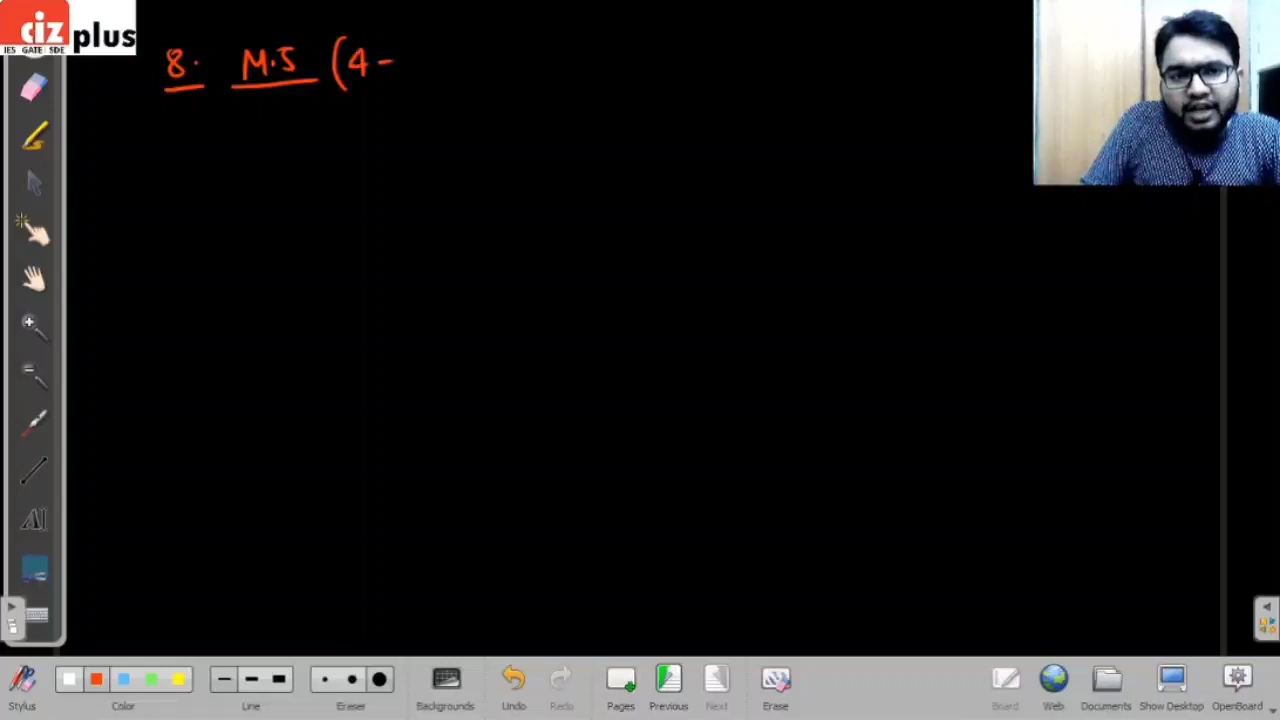 ciz plus
IES GATE SDE
8. M.S (4 -
AI
Stylus
Color
Line
Eraser
Backgrounds
Undo
Redo
Pages
Previous
Next
Erase
Board
Web
Documents
Show Desktop
OpenBoard